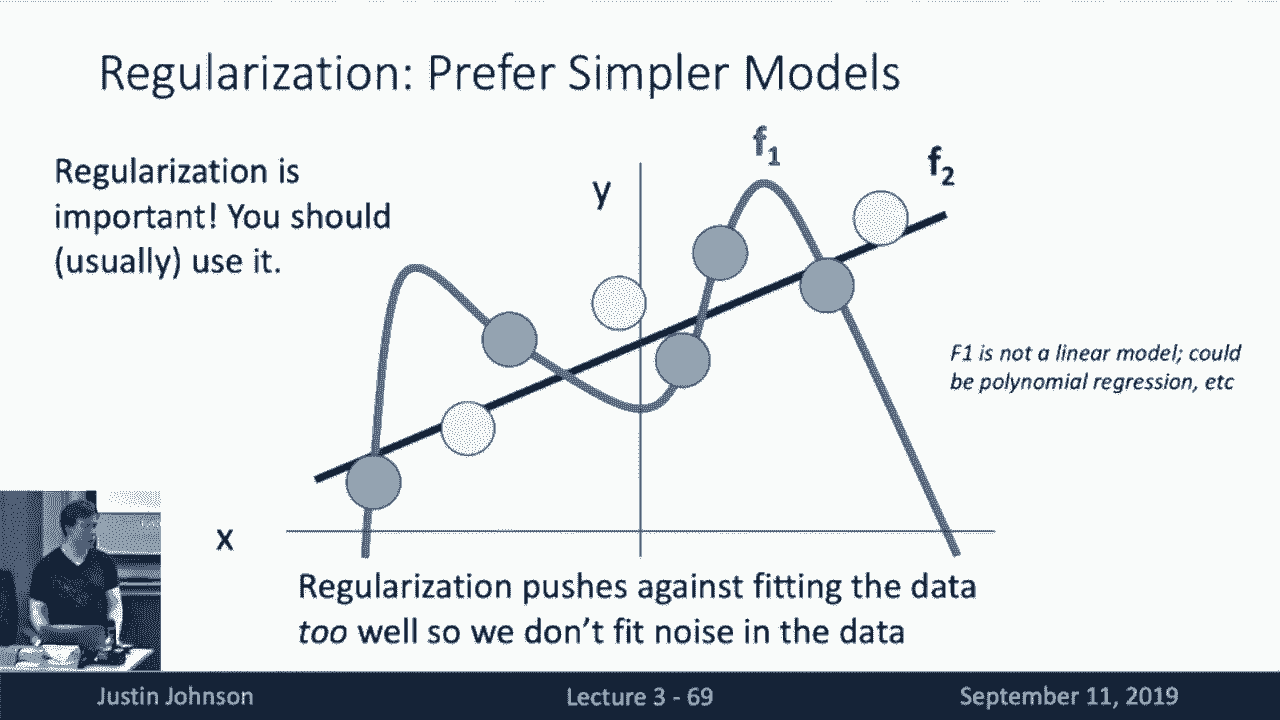 Regularization: Prefer Simpler Models
Regularization is
important! You should
(usually) use it.
y
f1
f2
F1 is not a linear model; could
be polynomial regression, etc
x
Regularization pushes against fitting the data
too well so we don't fit noise in the data
Justin Johnson
Lecture 3 - 69
September 11, 2019